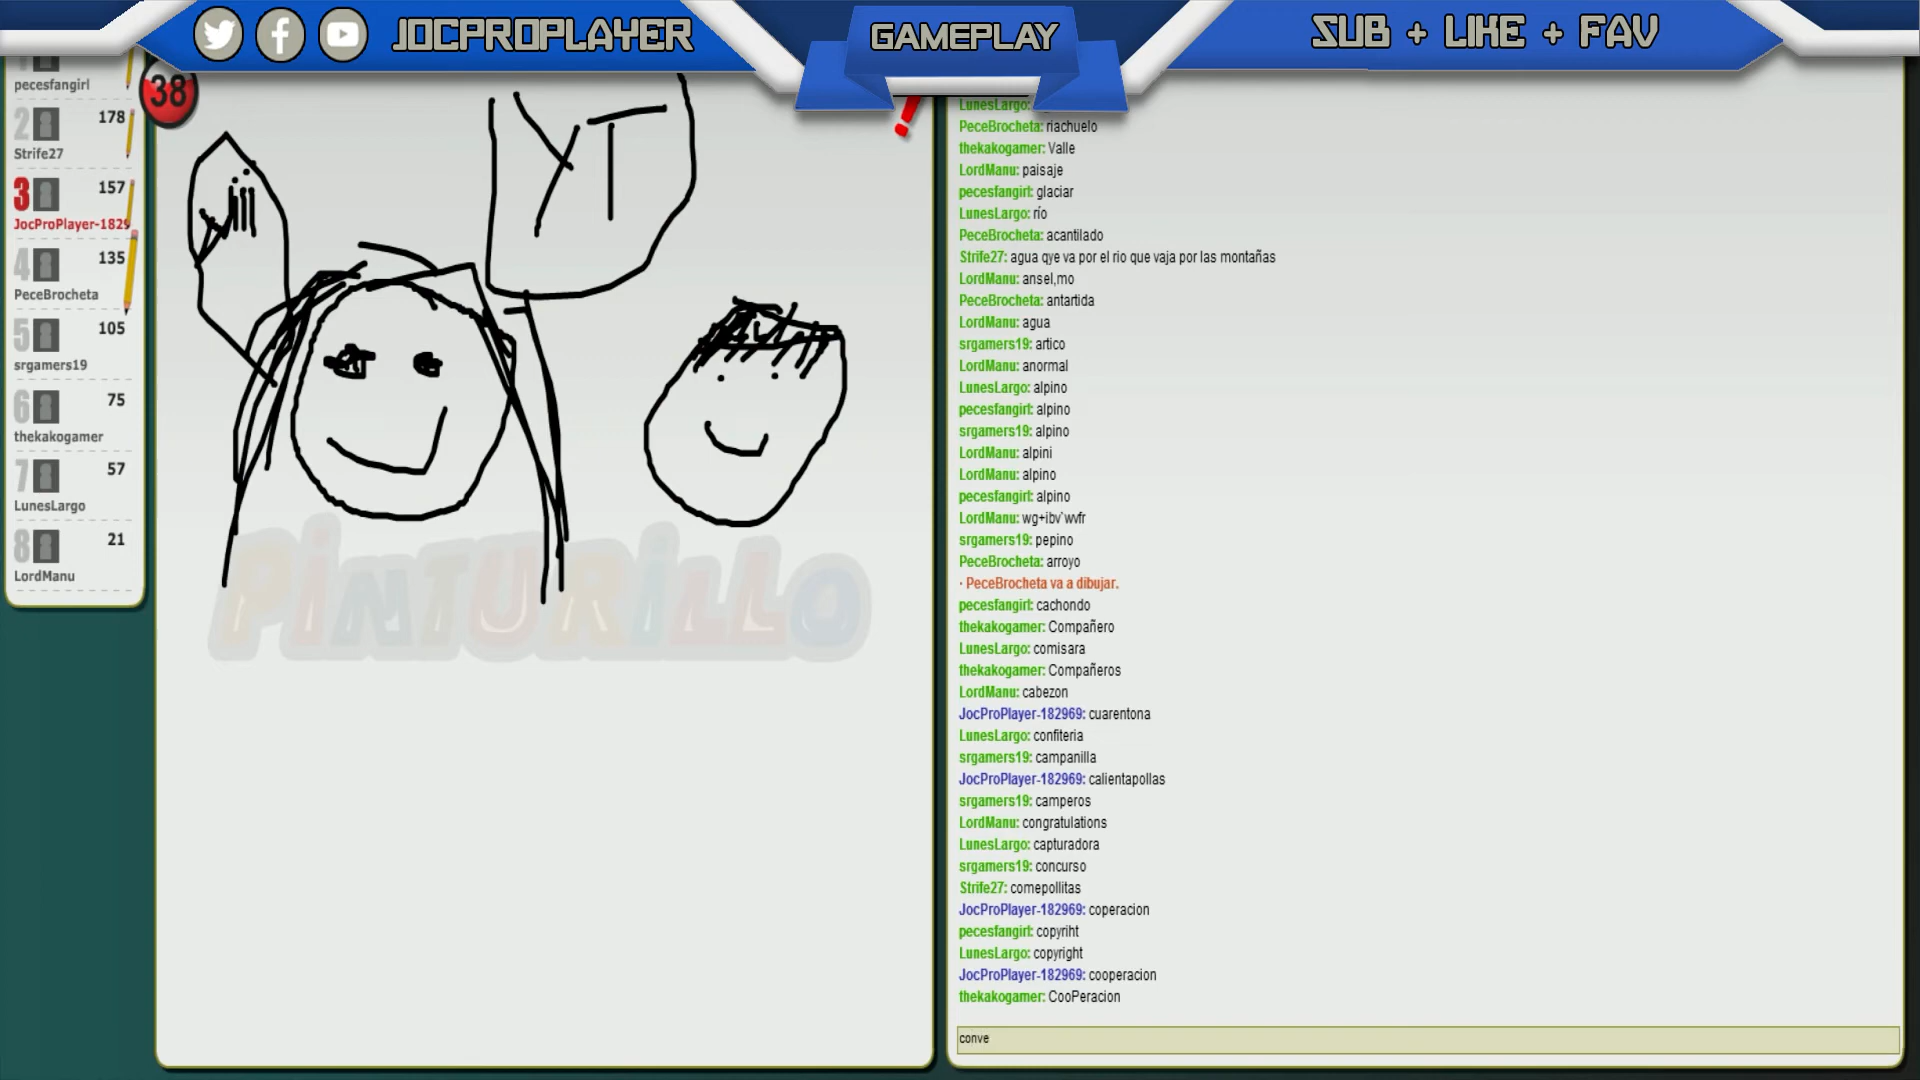 JOCPROPLAYER
GAMEPLAY
SUB + LIKE + FAV
38
pecesfangirl
2
178
Strife27
3
157
JocProPlayer-1829
4
135
PeceBrocheta
5
105
srgamers19
6
75
thekakogamer
7
57
LunesLargo
8
21
LordManu
YT
PINTURILLO
LunesLargo:
PeceBrocheta: riachuelo
thekakogamer: Valle
LordManu: paisaje
pecesfangirl: glaciar
LunesLargo: río
PeceBrocheta: acantilado
Strife27: agua qye va por el rio que vaja por las montañas
LordManu: ansel,mo
PeceBrocheta: antartida
LordManu: agua
srgamers19: artico
LordManu: anormal
LunesLargo: alpino
pecesfangirl: alpino
srgamers19: alpino
LordManu: alpini
LordManu: alpino
pecesfangirl: alpino
LordManu: wg+ibv`wvfr
srgamers19: pepino
PeceBrocheta: arroyo
· PeceBrocheta va a dibujar.
pecesfangirl: cachondo
thekakogamer: Compañero
LunesLargo: comisara
thekakogamer: Compañeros
LordManu: cabezon
JocProPlayer-182969: cuarentona
LunesLargo: confiteria
srgamers19: campanilla
JocProPlayer-182969: calientapollas
srgamers19: camperos
LordManu: congratulations
LunesLargo: capturadora
srgamers19: concurso
Strife27: comepollitas
JocProPlayer-182969: coperacion
pecesfangirl: copyriht
LunesLargo: copyright
JocProPlayer-182969: cooperacion
thekakogamer: CooPeracion
conve